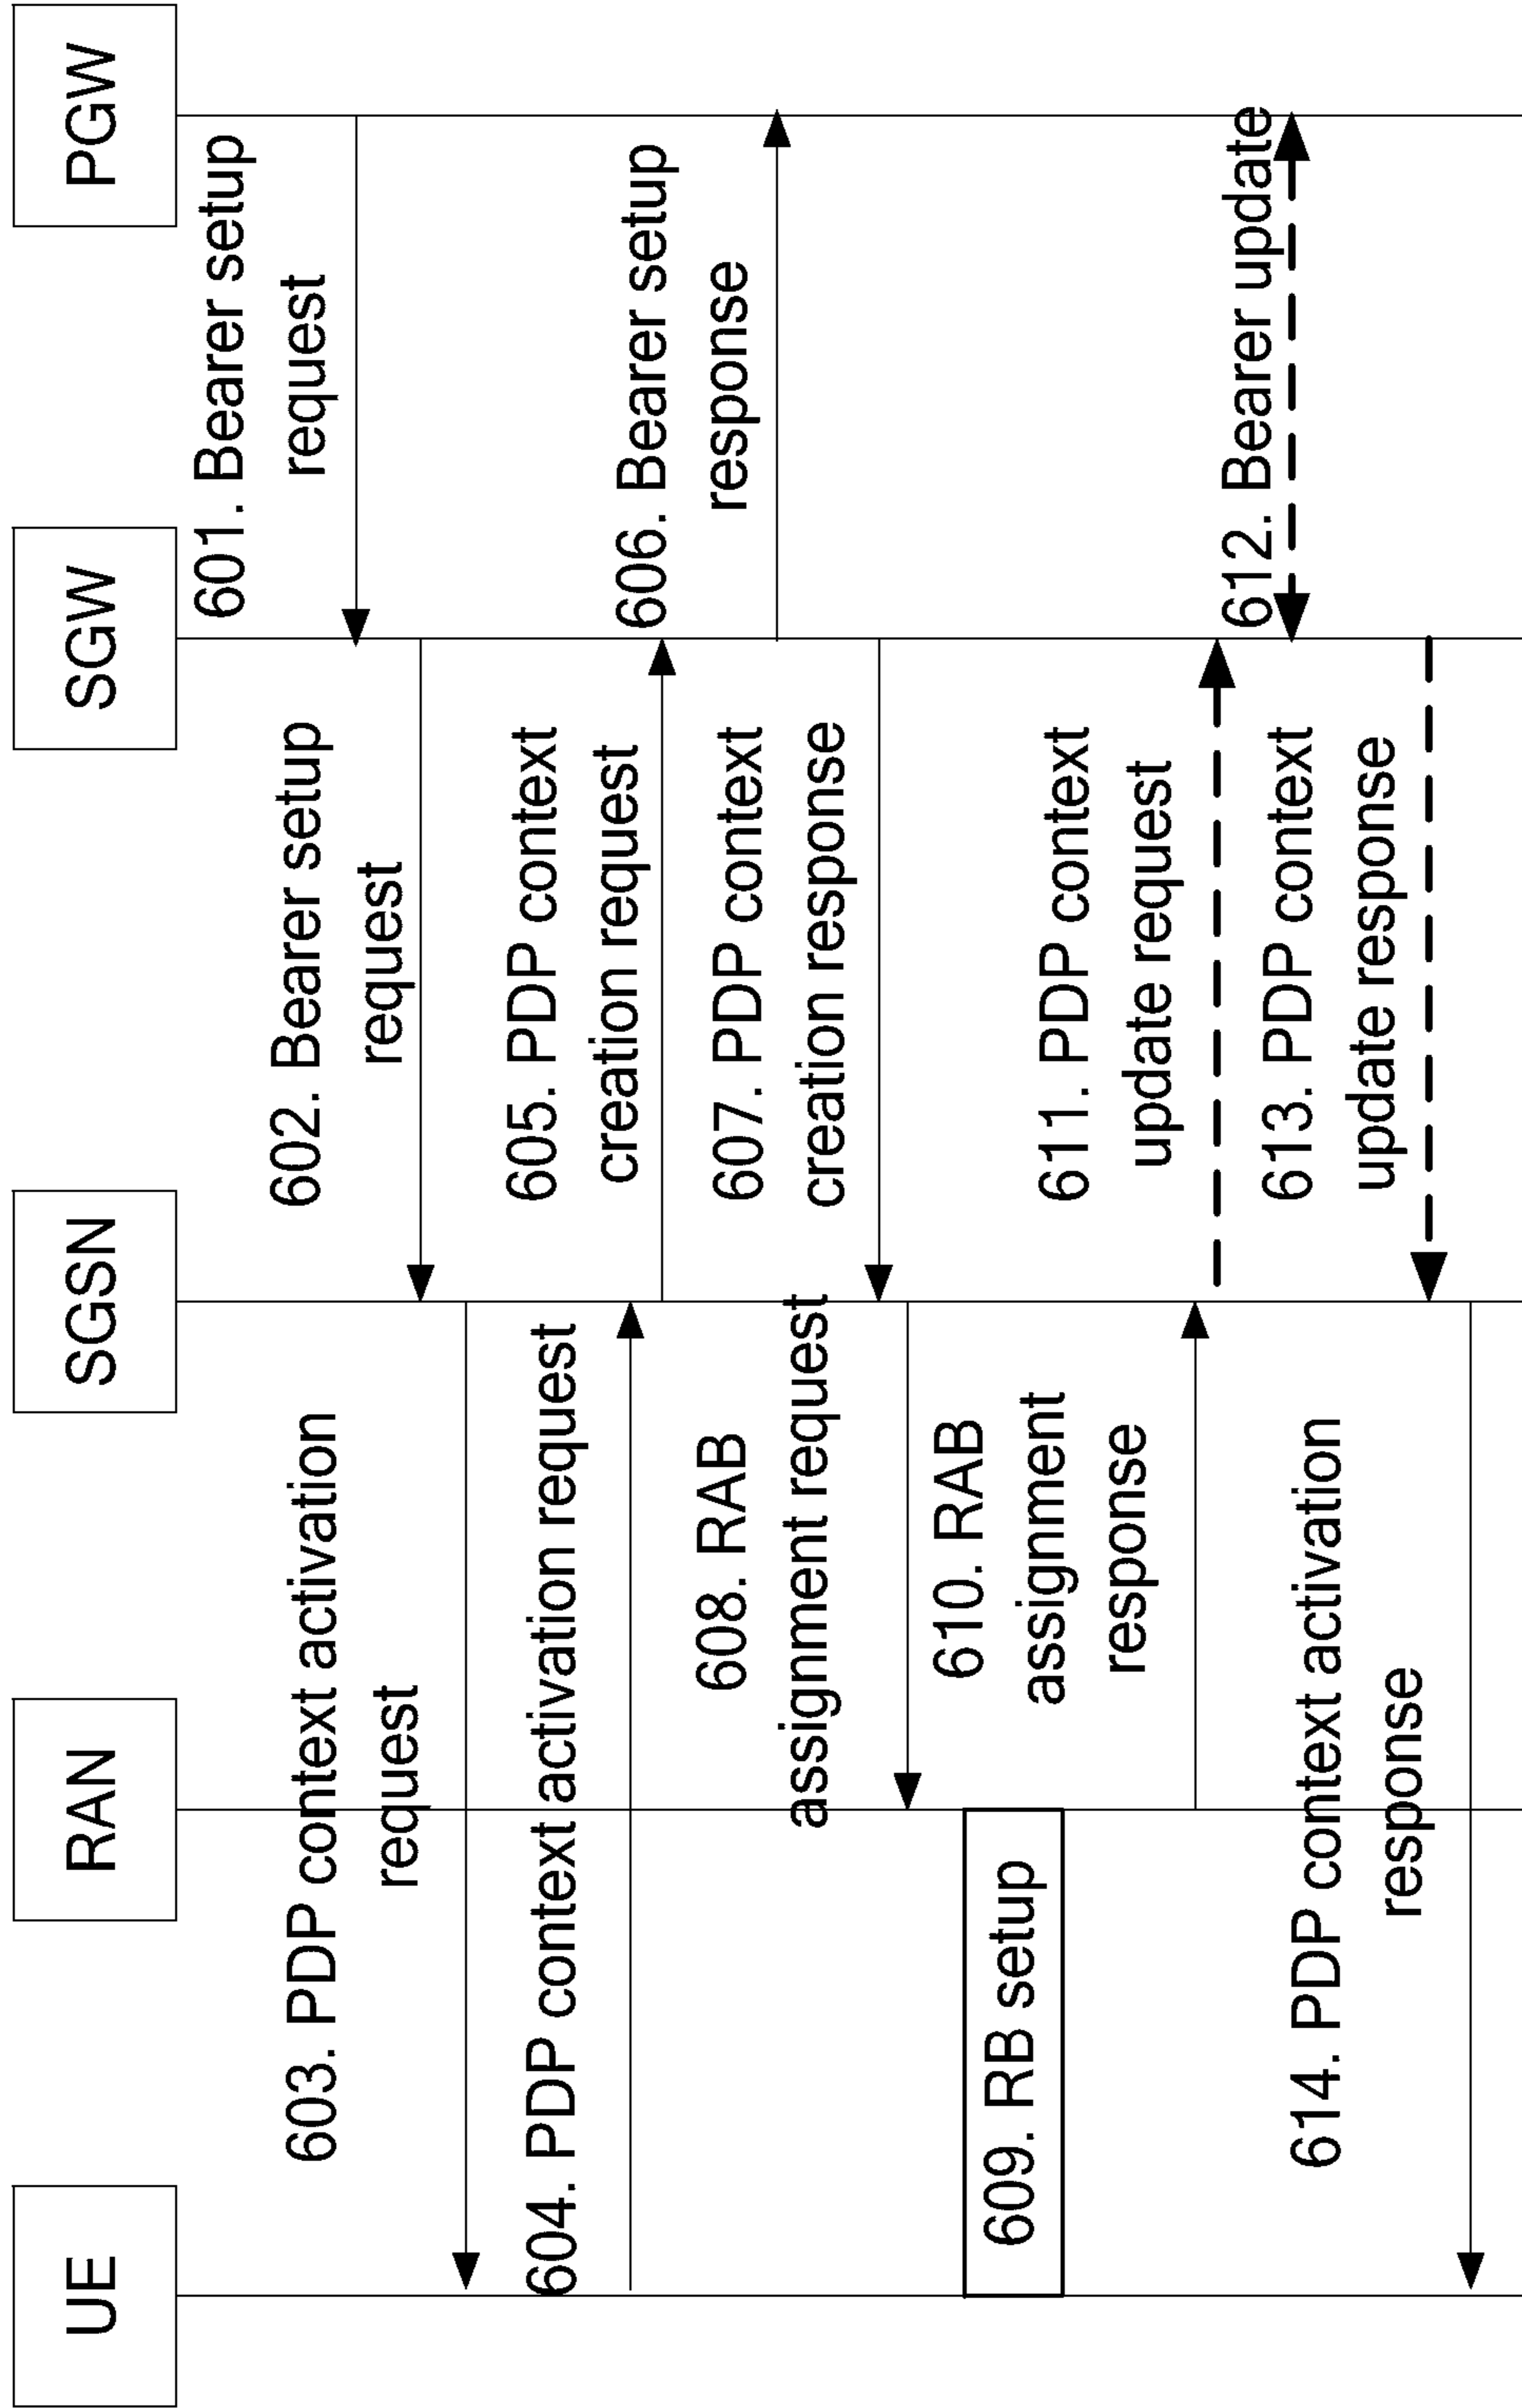 UE
RAN
SGSN
SGW
PGW
601. Bearer setup
request
602. Bearer setup
request
603. PDP context activation
request
604. PDP context activation request
605. PDP context
creation request
606. Bearer setup
response
607. PDP context
creation response
608. RAB
assignment request
609. RB setup
610. RAB
assignment
response
611. PDP context
update request
612. Bearer update
613. PDP context
update response
614. PDP context activation
response